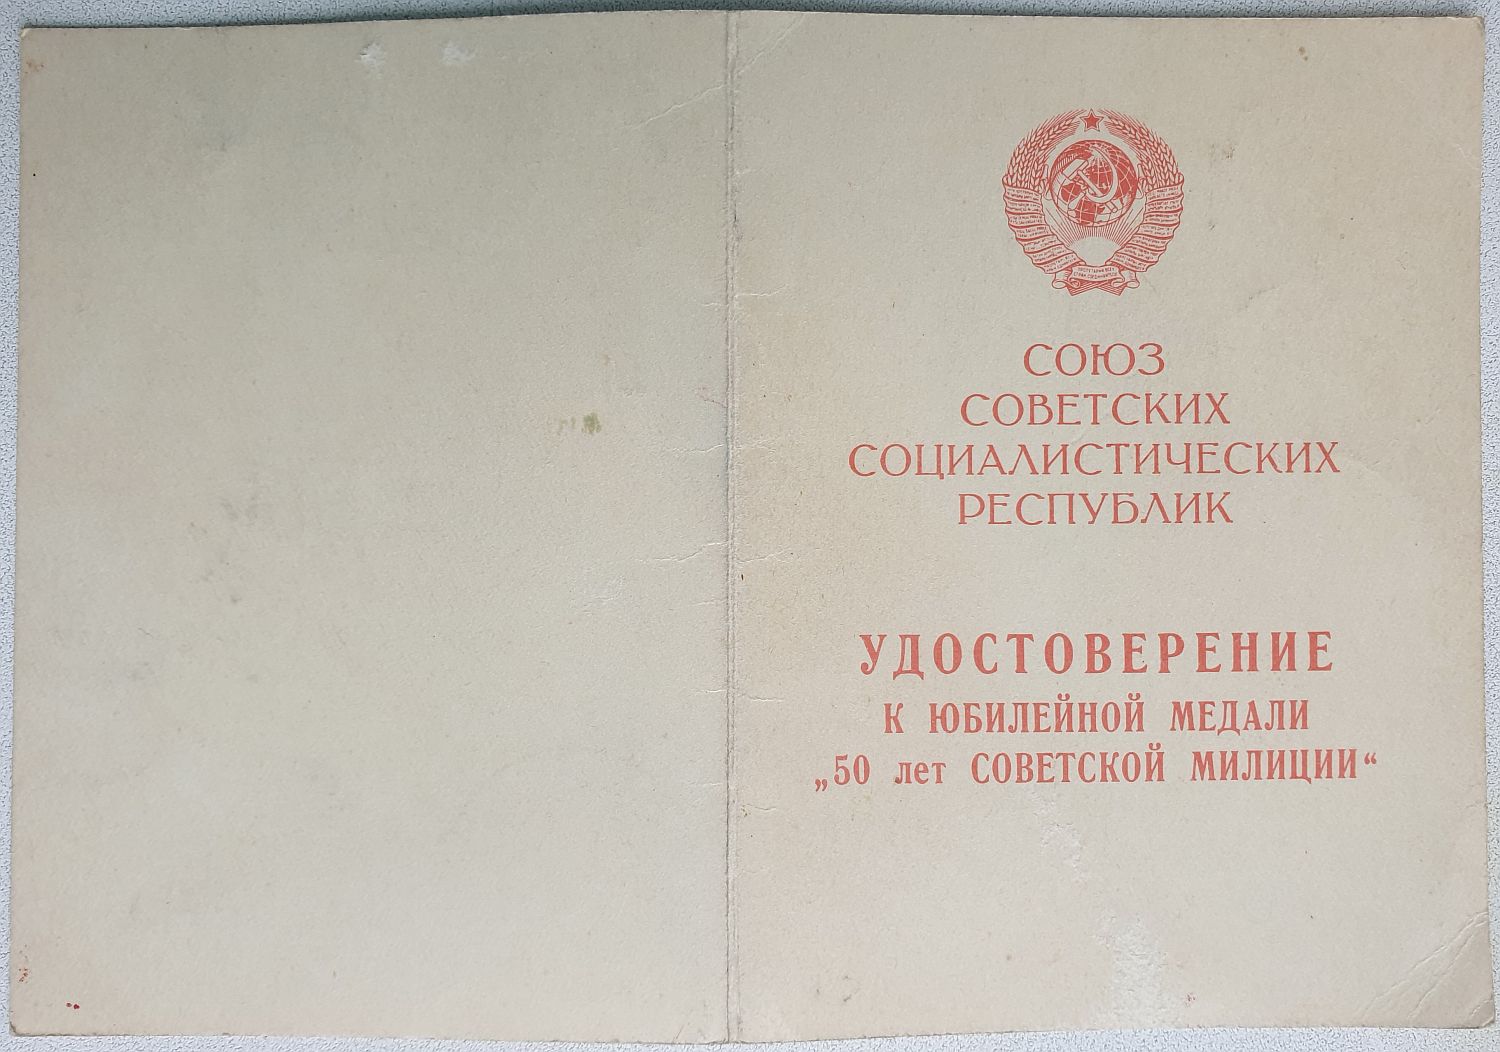 СОЮЗ
СОВЕТСКИХ
СОЦИАЛИСТИЧЕСКИХ
РЕСПУБЛИК
УДОСТОВЕРЕНИЕ
К ЮБИЛЕЙНОЙ МЕДАЛИ
„50 лет СОВЕТСКОЙ МИЛИЦИИ“